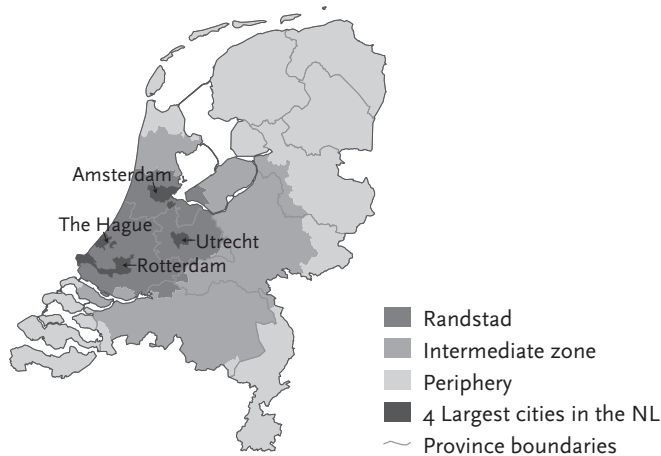 Amsterdam
The Hague
Utrecht
Rotterdam
Randstad
Intermediate zone
Periphery
4 Largest cities in the NL
Province boundaries